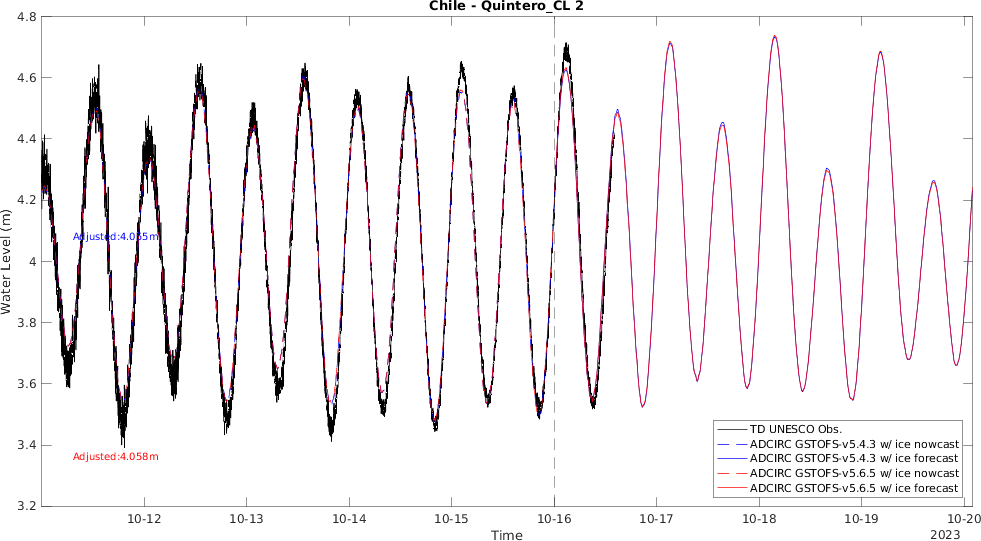 Chile - Quintero_CL 2
Water Level (m)
4.8
4.6
4.4
4.2
4
3.8
3.6
3.4
3.2
Adjusted:4.055m
Adjusted:4.058m
TD UNESCO Obs.
ADCIRC GSTOFS-v5.4.3 w/ ice nowcast
ADCIRC GSTOFS-v5.4.3 w/ ice forecast
ADCIRC GSTOFS-v5.6.5 w/ ice nowcast
ADCIRC GSTOFS-v5.6.5 w/ ice forecast
10-12 10-13 10-14 10-15 10-16 10-17 10-18 10-19 10-20
Time
2023